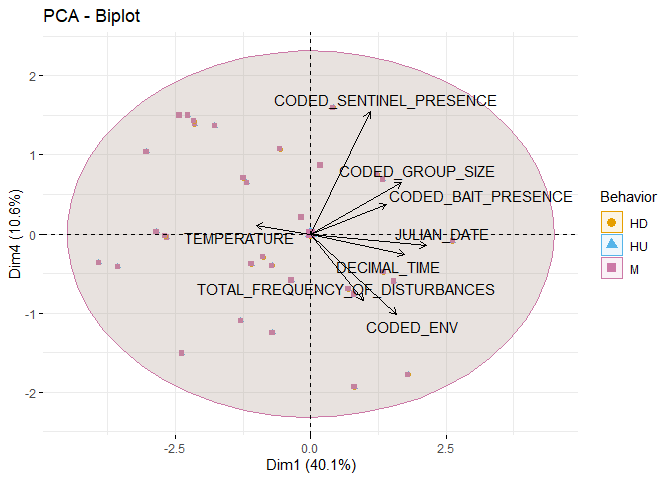 PCA - Biplot
2
1
0
-1
-2
Dim4 (10.6%)
CODED_SENTINEL_PRESENCE
CODED_GROUP_SIZE
CODED_BAIT_PRESENCE
JULIAN_DATE
TEMPERATURE
DECIMAL_TIME
TOTAL_FREQUENCY_OF_DISTURBANCES
CODED_ENV
-2.5
0.0
2.5
Dim1 (40.1%)
Behavior
HD
HU
M